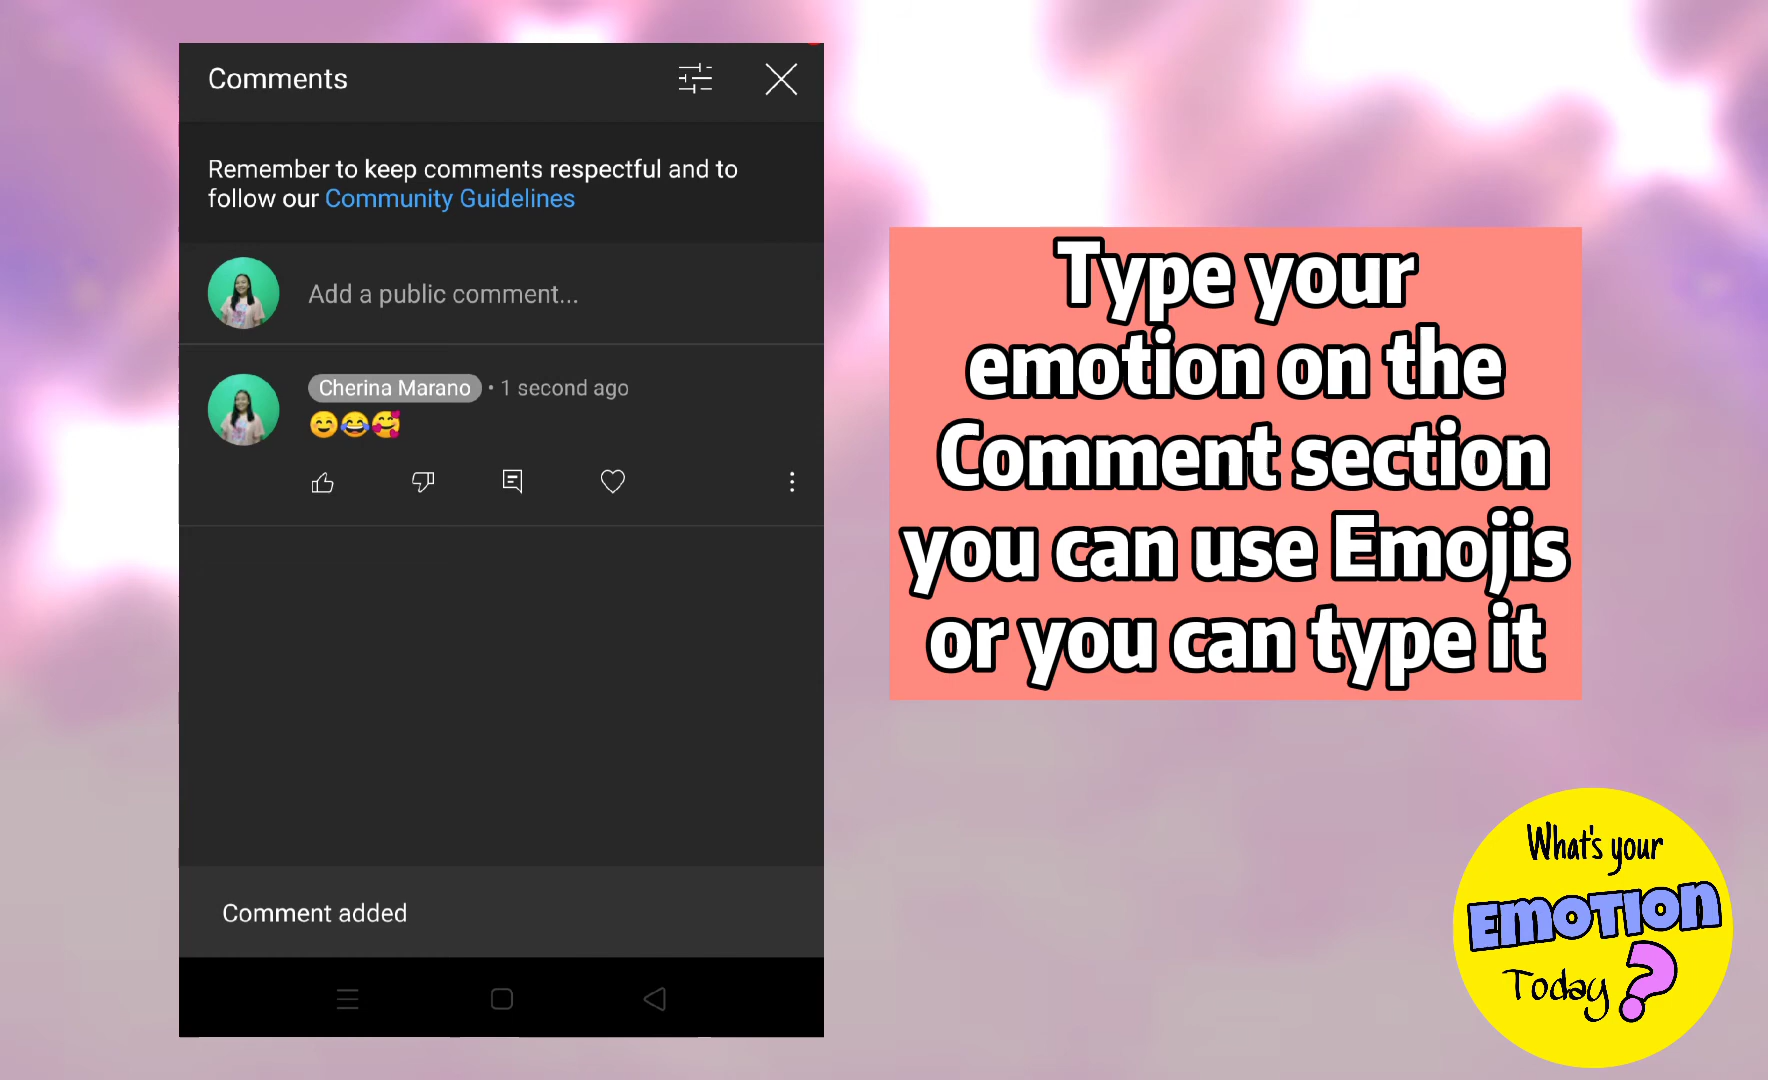 Comments
Remember to keep comments respectful and to
follow our Community Guidelines
Add a public comment...
Cherina Marano • 1 second ago
☺️😂🥰
Comment added
Type your
emotion on the
Comment section
you can use Emojis
or you can type it
What's your
EMOTION
Today?